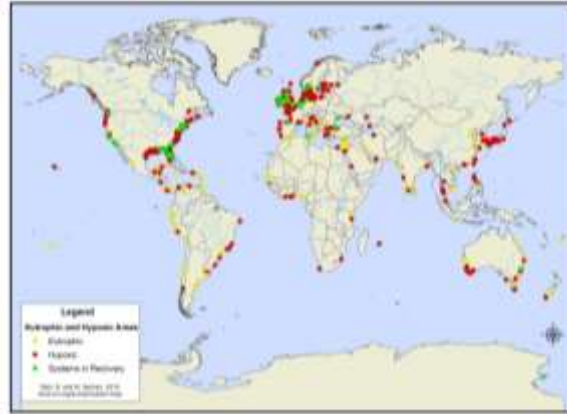 Legend
Eutrophic and Hypoxic Areas
Eutrophic
Hypoxic
Systems in Recovery